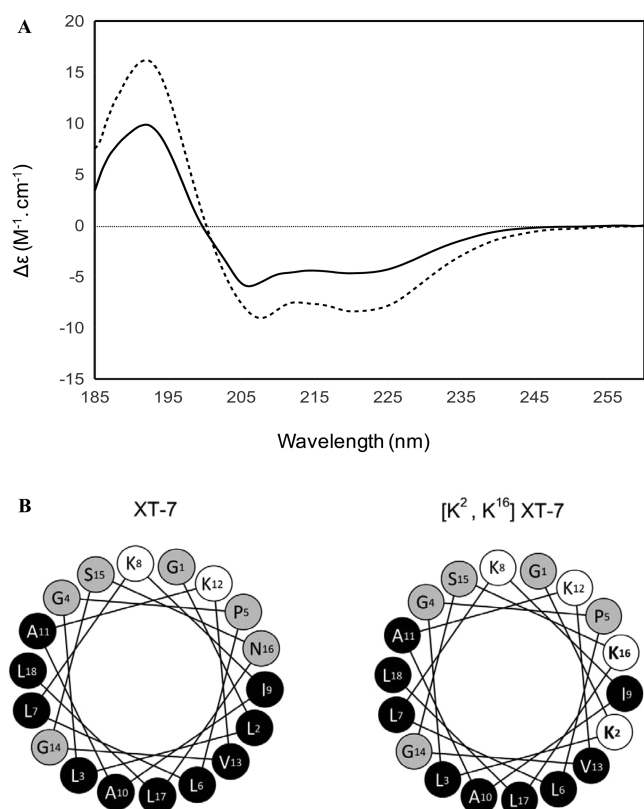 A
20
15
10
5
0
-5
-10
-15
Δε (M⁻¹. cm⁻¹)
185 195 205 215 225 235 245 255
Wavelength (nm)
B
XT-7
K8 G1 K12 P5 N16 I9 L2 V13 L6 L17 A10 L3 G14 L7 L18 A11 G4 S15
[K², K¹⁶] XT-7
K8 G1 K12 P5 K16 I9 K2 V13 L6 L17 A10 L3 G14 L7 L18 A11 G4 S15